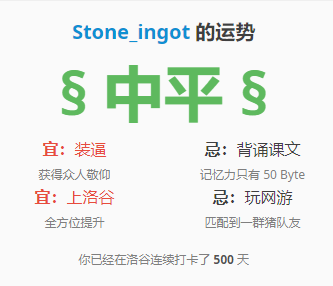 Stone_ingot 的运势
§ 中平 §
宜：装逼 忌：背诵课文
获得众人敬仰 记忆力只有 50 Byte
宜：上洛谷 忌：玩网游
全方位提升 匹配到一群猪队友
你已经在洛谷连续打卡了 500 天